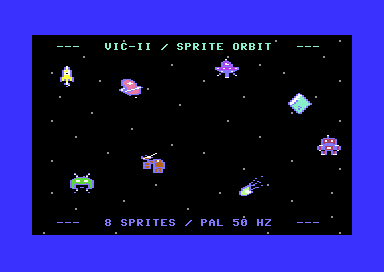 --- VIC-II / SPRITE ORBIT ---
--- 8 SPRITES / PAL 50 HZ ---